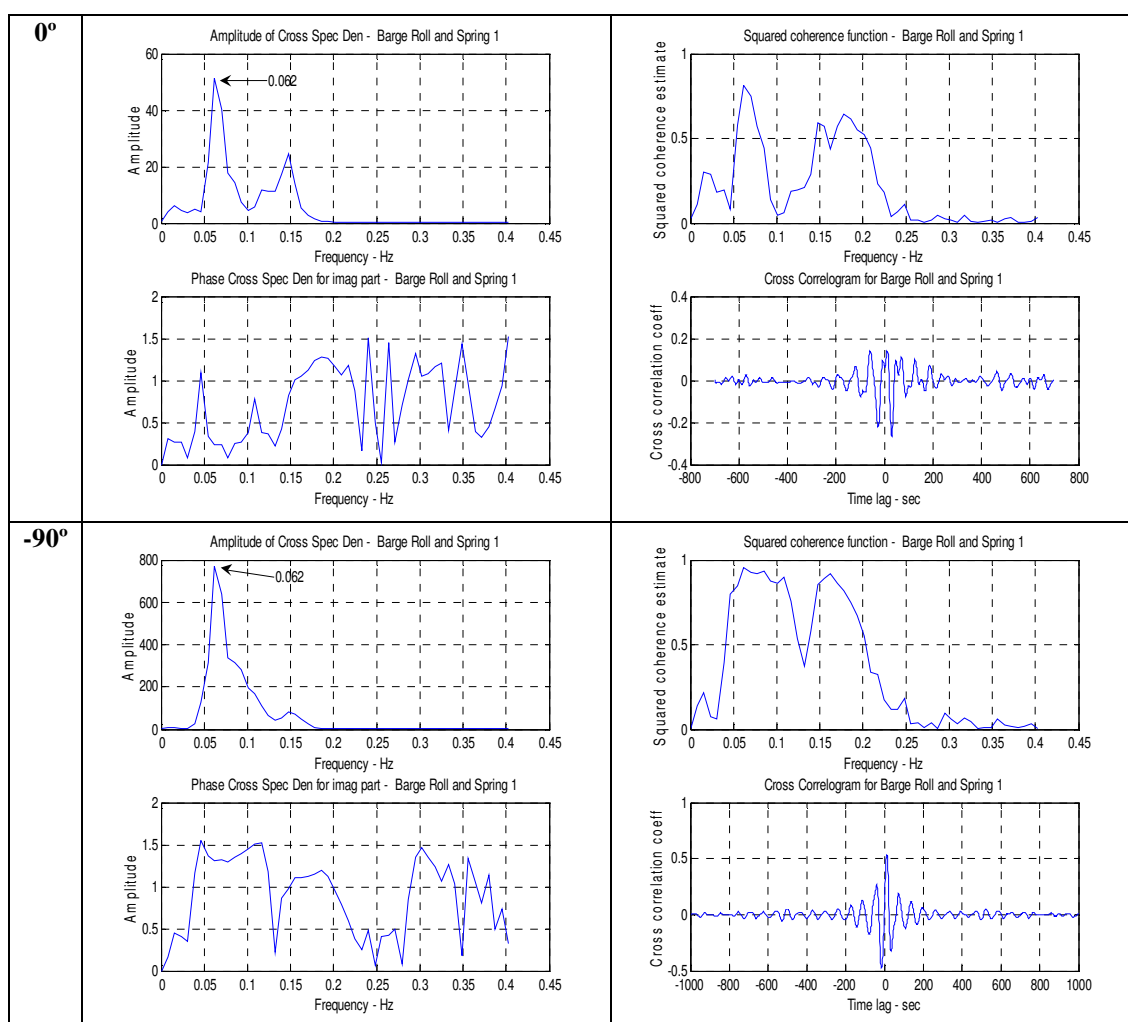 0º
Amplitude of Cross Spec Den - Barge Roll and Spring 1
Amplitude
60
40
20
0
0.062
0 0.05 0.1 0.15 0.2 0.25 0.3 0.35 0.4 0.45
Frequency - Hz
Squared coherence function - Barge Roll and Spring 1
Squared coherence estimate
1
0.5
0
0 0.05 0.1 0.15 0.2 0.25 0.3 0.35 0.4 0.45
Frequency - Hz
Phase Cross Spec Den for imag part - Barge Roll and Spring 1
Amplitude
2
1.5
1
0.5
0
0 0.05 0.1 0.15 0.2 0.25 0.3 0.35 0.4 0.45
Frequency - Hz
Cross Correlogram for Barge Roll and Spring 1
Cross correlation coeff
0.4
0.2
0
-0.2
-0.4
-800 -600 -400 -200 0 200 400 600 800
Time lag - sec
-90º
Amplitude of Cross Spec Den - Barge Roll and Spring 1
Amplitude
800
600
400
200
0
0.062
0 0.05 0.1 0.15 0.2 0.25 0.3 0.35 0.4 0.45
Frequency - Hz
Squared coherence function - Barge Roll and Spring 1
Squared coherence estimate
1
0.5
0
0 0.05 0.1 0.15 0.2 0.25 0.3 0.35 0.4 0.45
Frequency - Hz
Phase Cross Spec Den for imag part - Barge Roll and Spring 1
Amplitude
2
1.5
1
0.5
0
0 0.05 0.1 0.15 0.2 0.25 0.3 0.35 0.4 0.45
Frequency - Hz
Cross Correlogram for Barge Roll and Spring 1
Cross correlation coeff
1
0.5
0
-0.5
-1000 -800 -600 -400 -200 0 200 400 600 800 1000
Time lag - sec